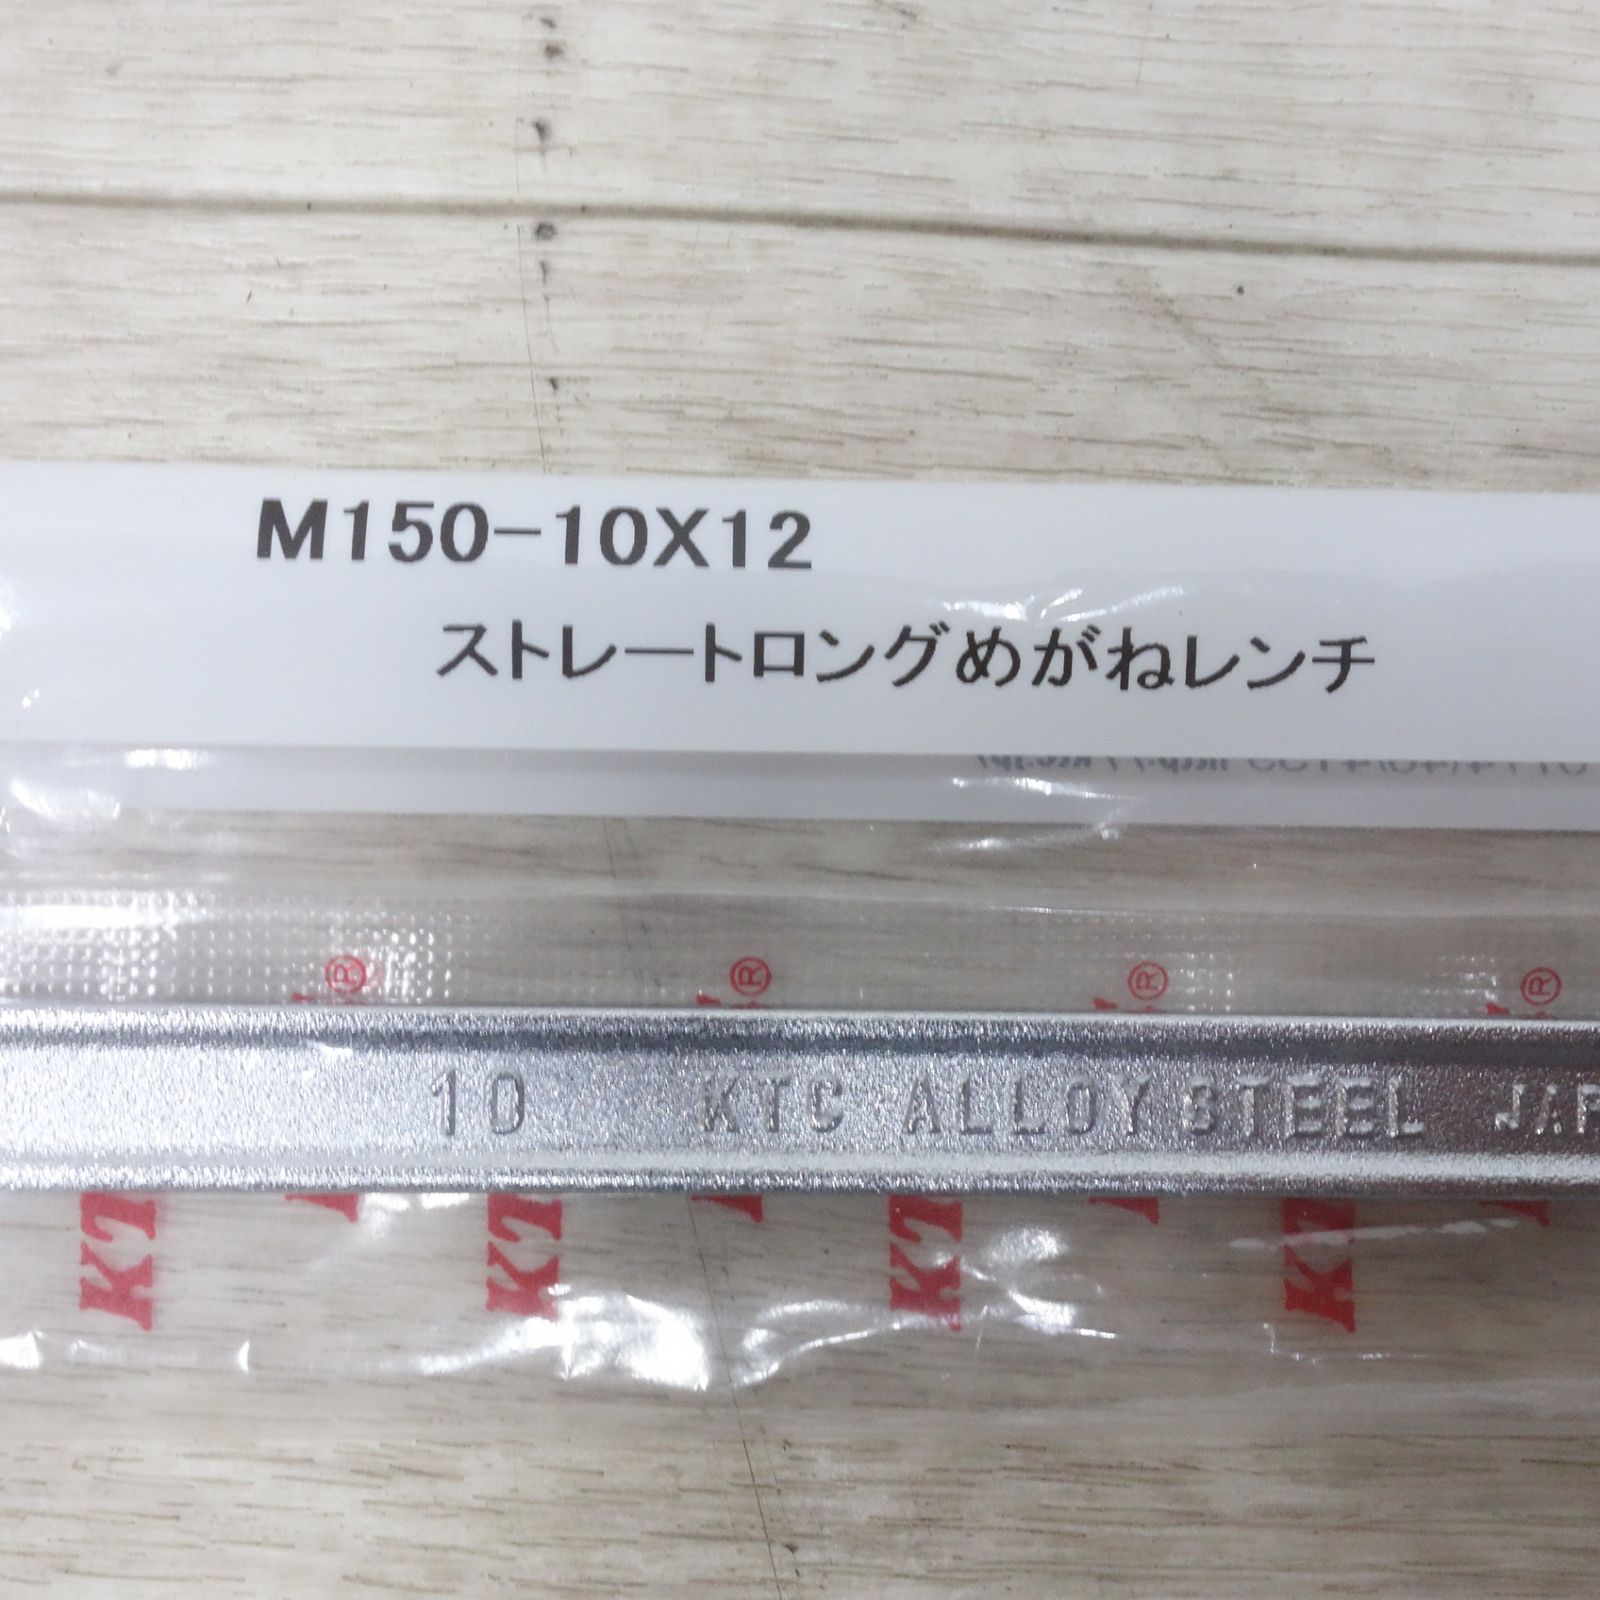 M150-10X12
ストレートロングめがねレンチ
® ® ® ®
10 KTC ALLOY STEEL